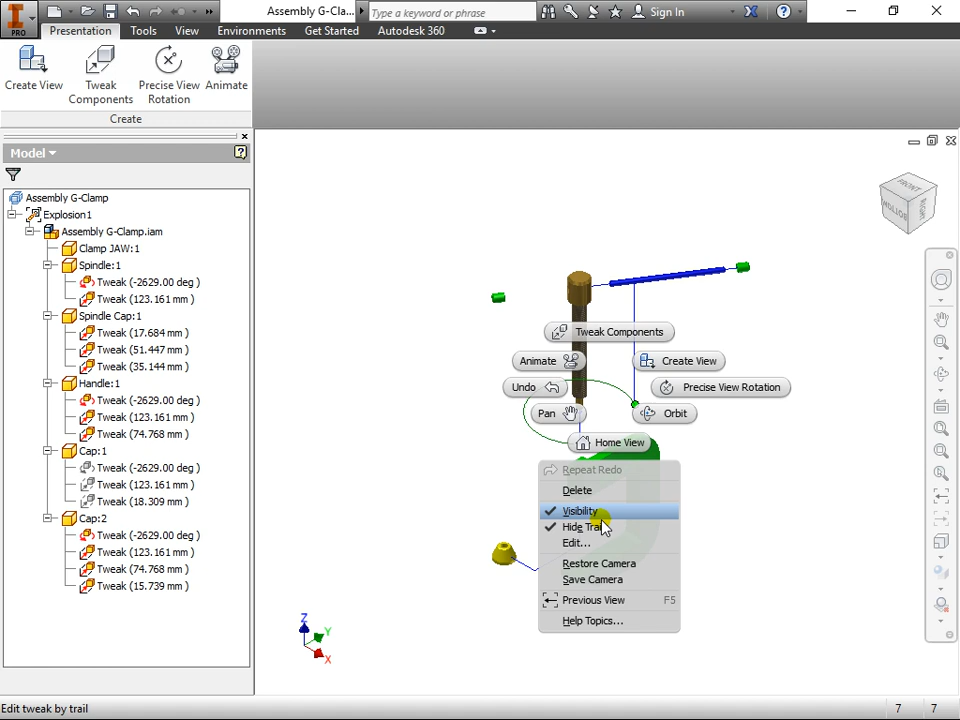 PRO
Assembly G-Clam...
Type a keyword or phrase
Sign In
Presentation
Tools
View
Environments
Get Started
Autodesk 360
Create View
Tweak Components
Precise View Rotation
Animate
Create
Model
Assembly G-Clamp
Explosion1
Assembly G-Clamp.iam
Clamp JAW:1
Spindle:1
Tweak (-2629.00 deg )
Tweak (123.161 mm )
Spindle Cap:1
Tweak (17.684 mm )
Tweak (51.447 mm )
Tweak (35.144 mm )
Handle:1
Tweak (-2629.00 deg )
Tweak (123.161 mm )
Tweak (74.768 mm )
Cap:1
Tweak (-2629.00 deg )
Tweak (123.161 mm )
Tweak (18.309 mm )
Cap:2
Tweak (-2629.00 deg )
Tweak (123.161 mm )
Tweak (74.768 mm )
Tweak (15.739 mm )
FRONT
RIGHT
BOTTOM
Tweak Components
Animate
Create View
Undo
Precise View Rotation
Pan
Orbit
Home View
Repeat Redo
Delete
Visibility
Hide Trai
Edit...
Restore Camera
Save Camera
Previous View F5
Help Topics...
Z
Y
X
Edit tweak by trail
7 7